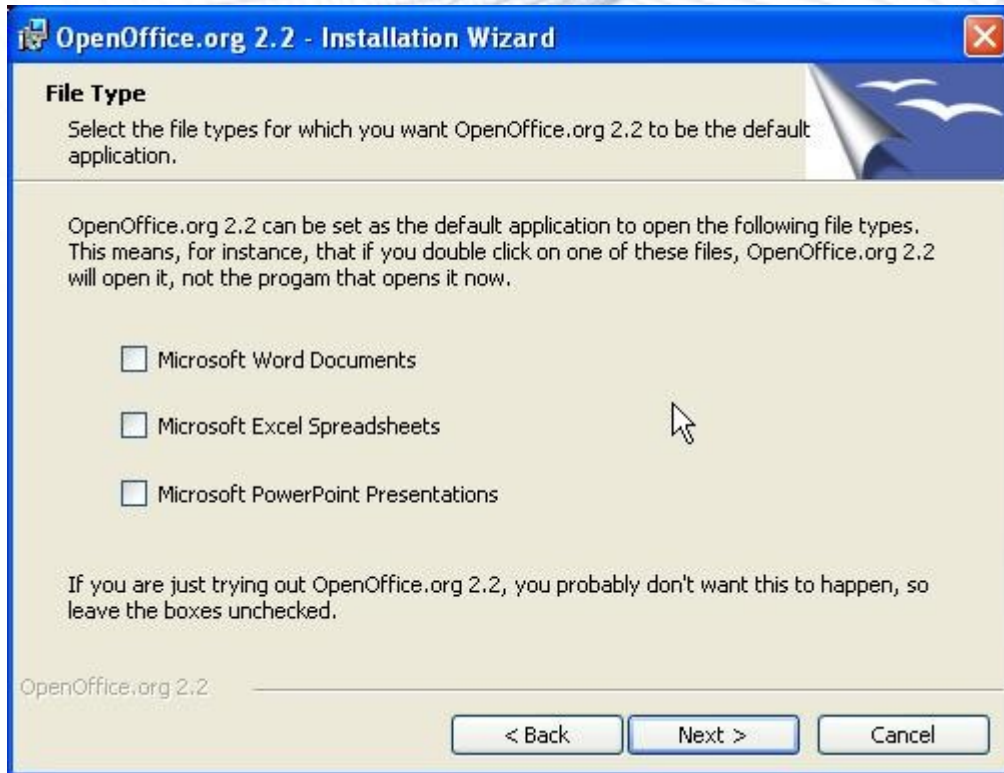 OpenOffice.org 2.2 - Installation Wizard
File Type
Select the file types for which you want OpenOffice.org 2.2 to be the default
application.
OpenOffice.org 2.2 can be set as the default application to open the following file types.
This means, for instance, that if you double click on one of these files, OpenOffice.org 2.2
will open it, not the progam that opens it now.
Microsoft Word Documents
Microsoft Excel Spreadsheets
Microsoft PowerPoint Presentations
If you are just trying out OpenOffice.org 2.2, you probably don't want this to happen, so
leave the boxes unchecked.
OpenOffice.org 2.2
< Back Next > Cancel